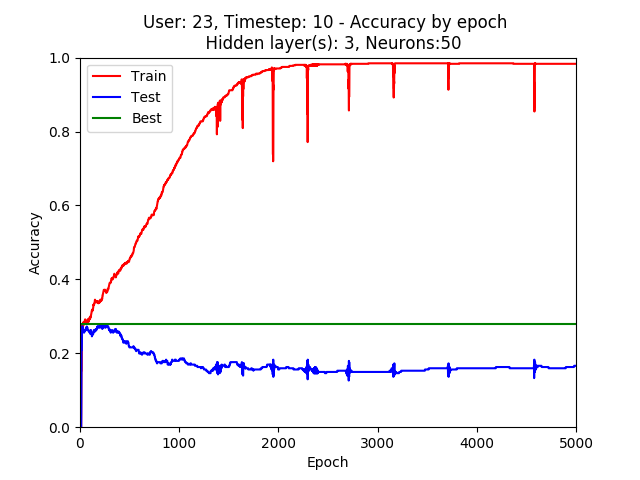 User: 23, Timestep: 10 - Accuracy by epoch
Hidden layer(s): 3, Neurons:50
1.0
Train
Test
Best
0.8
0.6
Accuracy
0.4
0.2
0.0
0 1000 2000 3000 4000 5000
Epoch